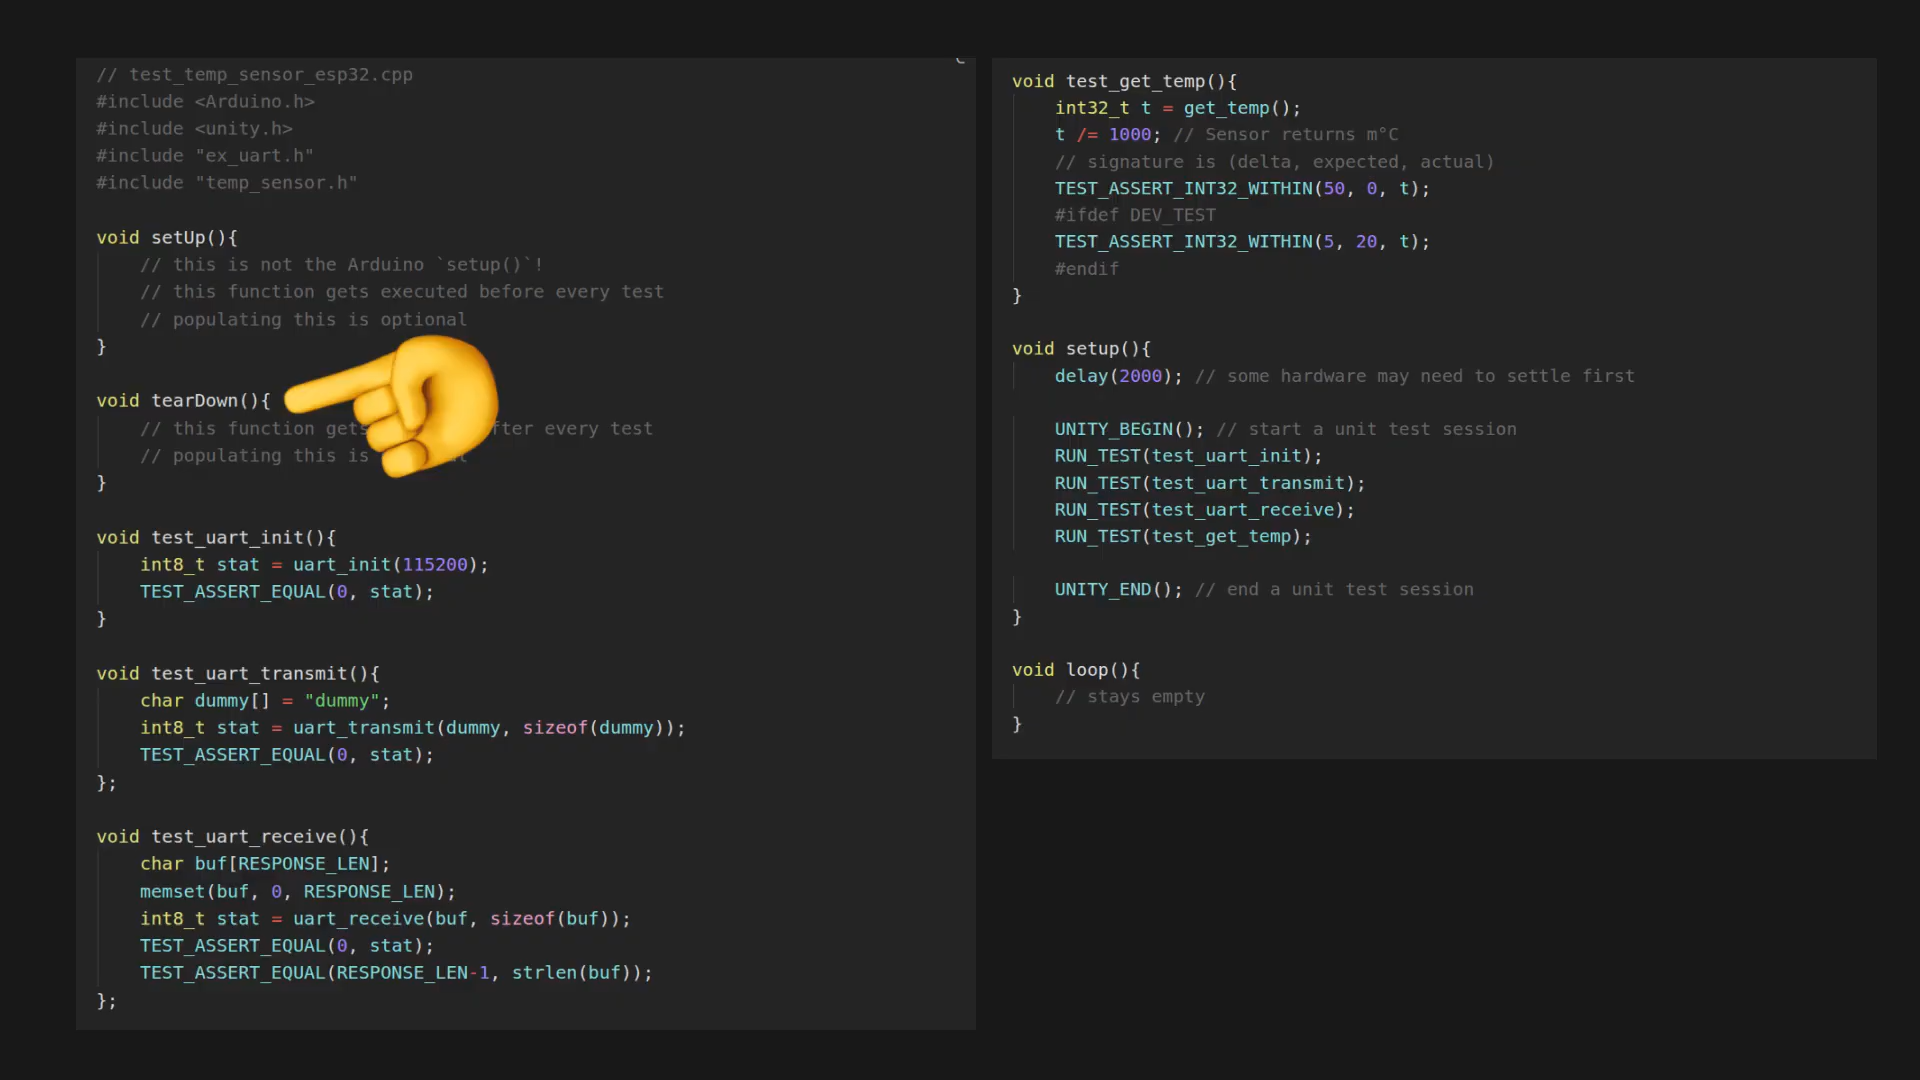 // test_temp_sensor_esp32.cpp
#include <Arduino.h>
#include <unity.h>
#include "ex_uart.h"
#include "temp_sensor.h"
void setUp(){
// this is not the Arduino `setup()`!
// this function gets executed before every test
// populating this is optional
}
void tearDown(){
// this function gets fter every test
// populating this is
}
void test_uart_init(){
int8_t stat = uart_init(115200);
TEST_ASSERT_EQUAL(0, stat);
}
void test_uart_transmit(){
char dummy[] = "dummy";
int8_t stat = uart_transmit(dummy, sizeof(dummy));
TEST_ASSERT_EQUAL(0, stat);
};
void test_uart_receive(){
char buf[RESPONSE_LEN];
memset(buf, 0, RESPONSE_LEN);
int8_t stat = uart_receive(buf, sizeof(buf));
TEST_ASSERT_EQUAL(0, stat);
TEST_ASSERT_EQUAL(RESPONSE_LEN-1, strlen(buf));
};
void test_get_temp(){
int32_t t = get_temp();
t /= 1000; // Sensor returns m°C
// signature is (delta, expected, actual)
TEST_ASSERT_INT32_WITHIN(50, 0, t);
#ifdef DEV_TEST
TEST_ASSERT_INT32_WITHIN(5, 20, t);
#endif
}
void setup(){
delay(2000); // some hardware may need to settle first
UNITY_BEGIN(); // start a unit test session
RUN_TEST(test_uart_init);
RUN_TEST(test_uart_transmit);
RUN_TEST(test_uart_receive);
RUN_TEST(test_get_temp);
UNITY_END(); // end a unit test session
}
void loop(){
// stays empty
}